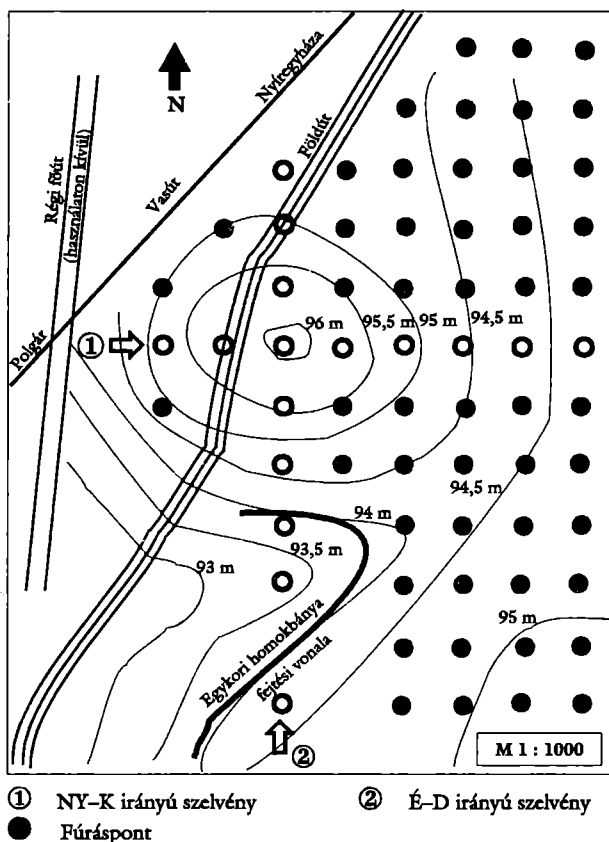 Nyíregyháza
N
Földút
Régi főút
(használaton kívül)
Vasút
Polgár
①
96 m
95,5 m
95 m
94,5 m
94,5 m
94 m
93,5 m
93 m
95 m
Egykori homokbánya
fejtési vonala
②
M 1 : 1000
① NY–K irányú szelvény
② É–D irányú szelvény
Fúráspont